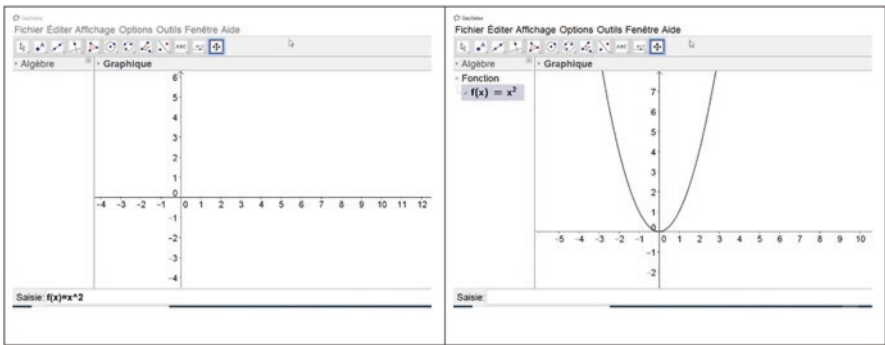 GeoGebra
Fichier Éditer Affichage Options Outils Fenêtre Aide
ABC
Algèbre
Graphique
6
5
4
3
2
1
0
-4 -3 -2 -1 0 1 2 3 4 5 6 7 8 9 10 11 12
-1
-2
-3
-4
Saisie: f(x)=x^2
GeoGebra
Fichier Éditer Affichage Options Outils Fenêtre Aide
ABC
Algèbre
Graphique
Fonction
f(x) = x²
7
6
5
4
3
2
1
0
-5 -4 -3 -2 -1 0 1 2 3 4 5 6 7 8 9 10
-1
-2
Saisie: